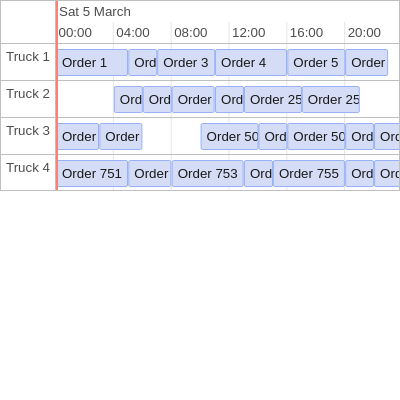 Sat 5 March
00:00 04:00 08:00 12:00 16:00 20:00
Truck 1 Order 1 Ord Order 3 Order 4 Order 5 Order
Truck 2 Ord Ord Order Ord Order 25 Order 25
Truck 3 Order Order Order 50 Ord Order 50 Ord Ord
Truck 4 Order 751 Order Order 753 Ord Order 755 Ord Ord